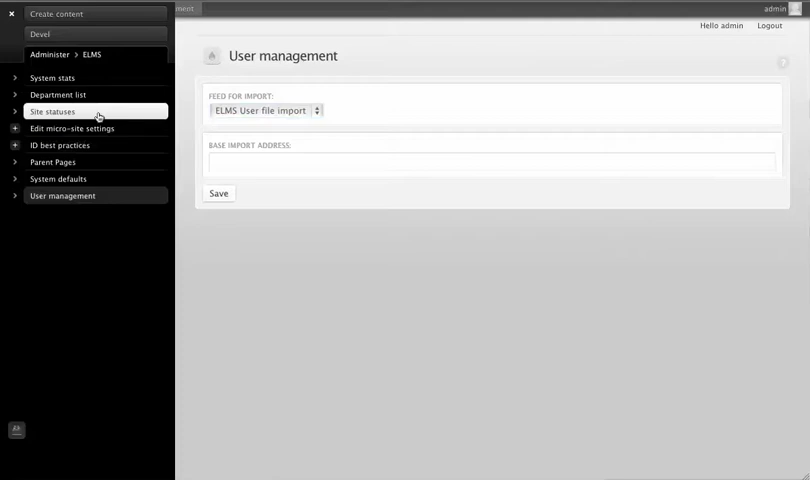 Create content
Devel
Administer > ELMS
System stats
Department list
Site statuses
Edit micro-site settings
ID best practices
Parent Pages
System defaults
User management
ment
admin
Hello admin
Logout
User management
?
FEED FOR IMPORT:
ELMS User file import
BASE IMPORT ADDRESS:
Save